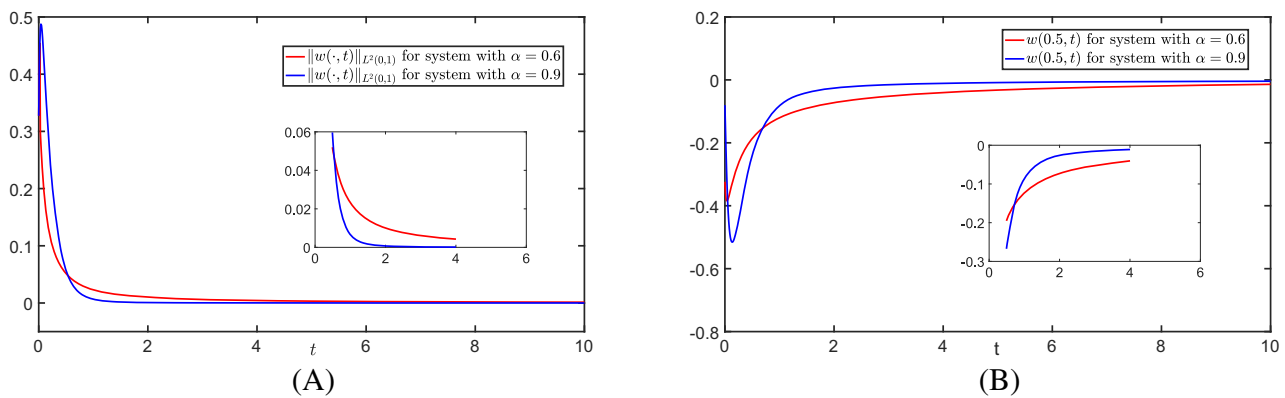 0.5
0.4
0.3
0.2
0.1
0
0 2 4 6 8 10
t
‖w(·, t)‖_{L²(0,1)} for system with α = 0.6
‖w(·, t)‖_{L²(0,1)} for system with α = 0.9
0.06
0.04
0.02
0
0 2 4 6
(A)
0.2
0
-0.2
-0.4
-0.6
-0.8
0 2 4 6 8 10
t
w(0.5, t) for system with α = 0.6
w(0.5, t) for system with α = 0.9
0
-0.1
-0.2
-0.3
0 2 4 6
(B)